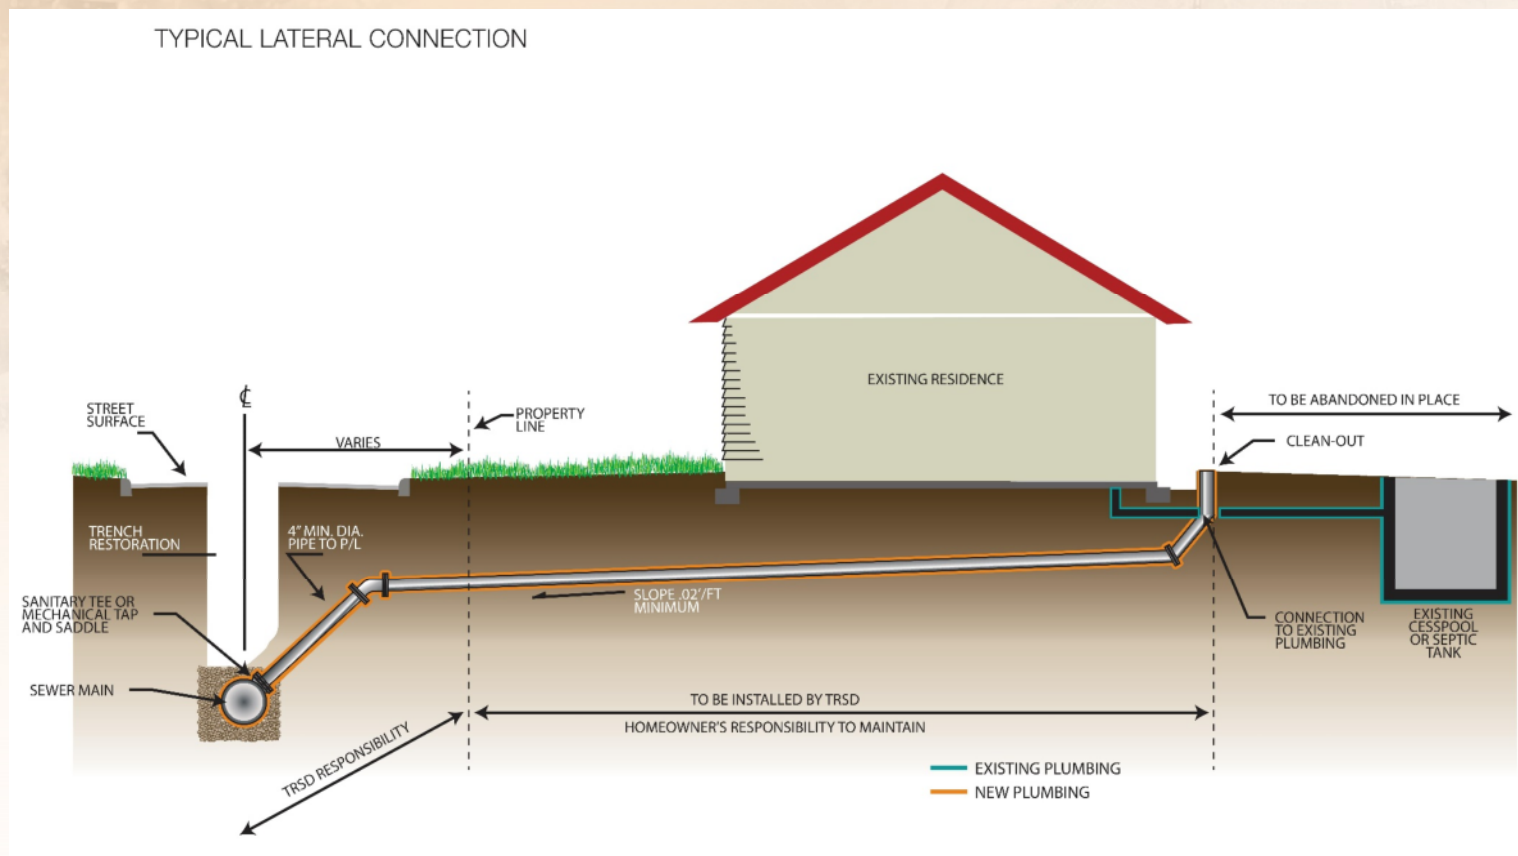 TYPICAL LATERAL CONNECTION
℄
STREET
SURFACE
VARIES
PROPERTY
LINE
EXISTING RESIDENCE
TO BE ABANDONED IN PLACE
CLEAN-OUT
TRENCH
RESTORATION
4" MIN. DIA.
PIPE TO P/L
SANITARY TEE OR
MECHANICAL TAP
AND SADDLE
SLOPE .02'/FT
MINIMUM
CONNECTION
TO EXISTING
PLUMBING
EXISTING
CESSPOOL
OR SEPTIC
TANK
SEWER MAIN
TRSD RESPONSIBILITY
TO BE INSTALLED BY TRSD
HOMEOWNER'S RESPONSIBILITY TO MAINTAIN
EXISTING PLUMBING
NEW PLUMBING